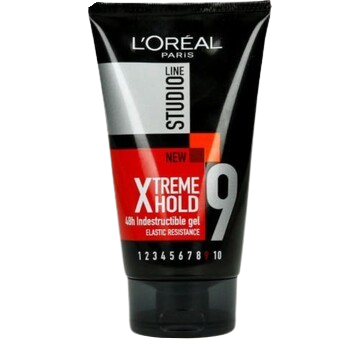 L'ORÉAL
PARIS
STUDIO LINE
NEW
XTREME
HOLD
9
48h Indestructible gel
ELASTIC RESISTANCE
1 2 3 4 5 6 7 8 9 10